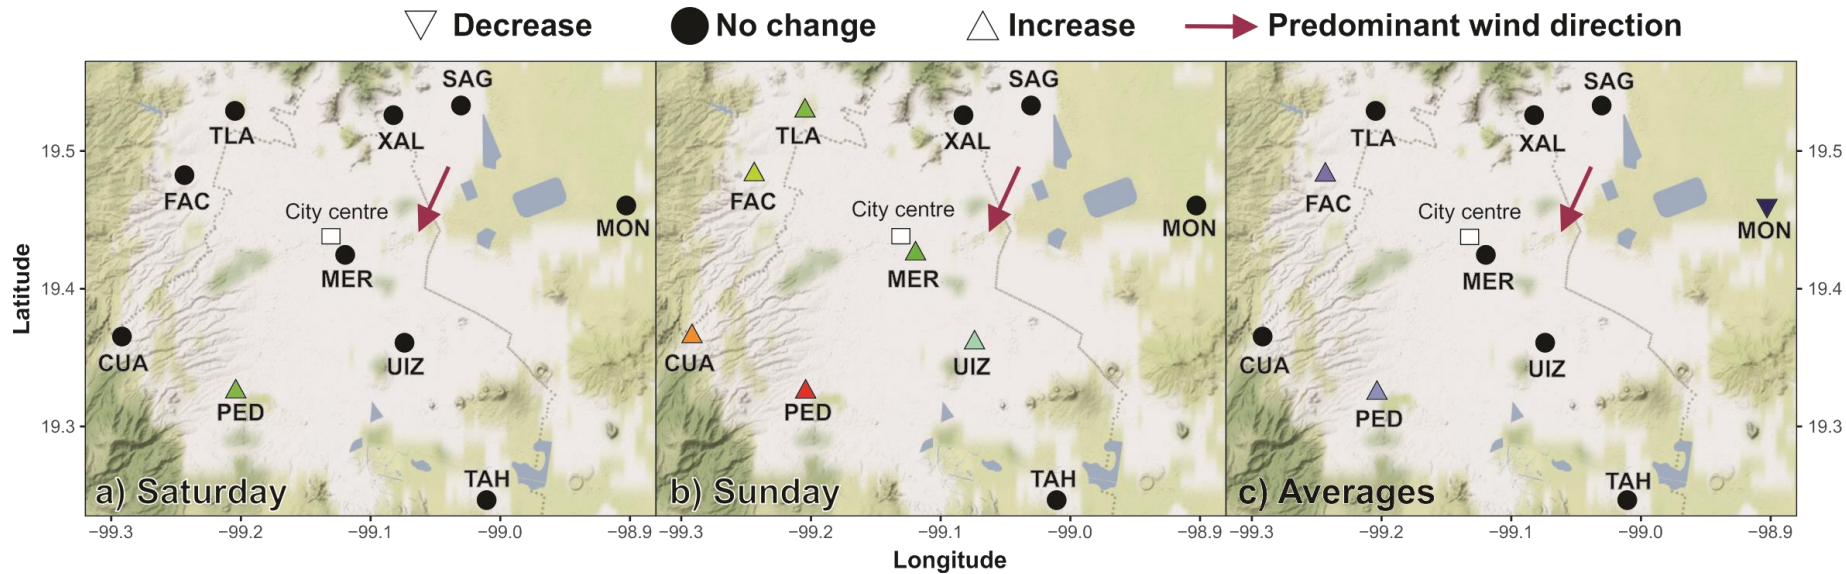 Decrease No change Increase Predominant wind direction
SAG SAG SAG
TLA XAL TLA XAL TLA XAL
19.5 19.5
FAC FAC FAC
City centre City centre City centre
MON MON MON
MER MER MER
Latitude
19.4 19.4
CUA UIZ CUA UIZ CUA UIZ
PED PED PED
19.3 19.3
TAH TAH TAH
a) Saturday b) Sunday c) Averages
−99.3 −99.2 −99.1 −99.0 −98.9 −99.3 −99.2 −99.1 −99.0 −98.9 −99.3 −99.2 −99.1 −99.0 −98.9
Longitude